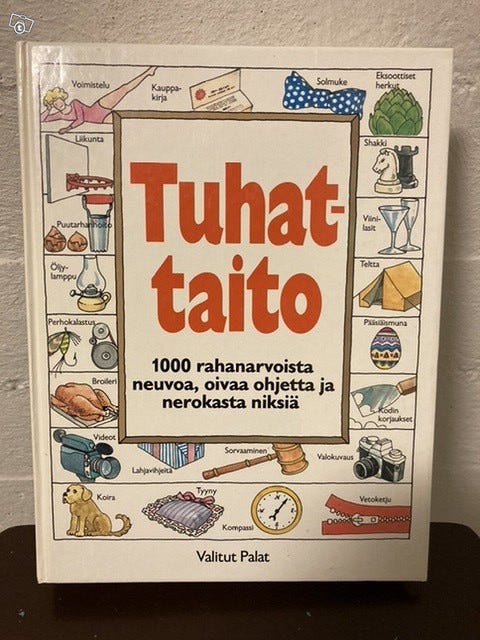 Voimistelu
Kauppa-
kirja
Solmuke
Eksoottiset
herkut
Liikunta
Shakki
Puutarhanhoito
Viini-
lasit
Öljy-
lamppu
Teltta
Perhokalastus
Pääsiäismuna
Broileri
Kodin
korjaukset
Tuhat-
taito
1000 rahanarvoista
neuvoa, oivaa ohjetta ja
nerokasta niksiä
Videot
Lahjavihjeitä
Sorvaaminen
Valokuvaus
Koira
Tyyny
Kompassi
Vetoketju
Valitut Palat